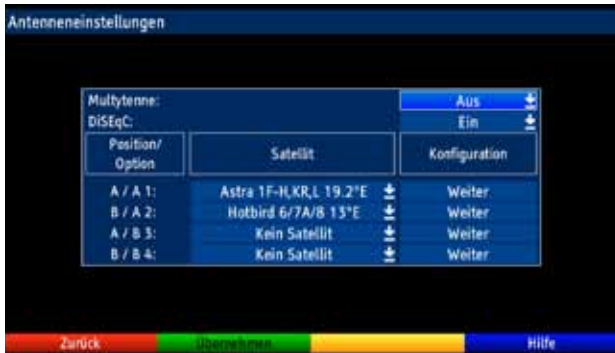 Antenneneinstellungen
Multytenne: Aus
DiSEqC: Ein
Position/
Option
Satellit
Konfiguration
A / A 1: Astra 1F-H,KR,L 19.2°E Weiter
B / A 2: Hotbird 6/7A/8 13°E Weiter
A / B 3: Kein Satellit Weiter
B / B 4: Kein Satellit Weiter
Zurück Übernehmen Hilfe